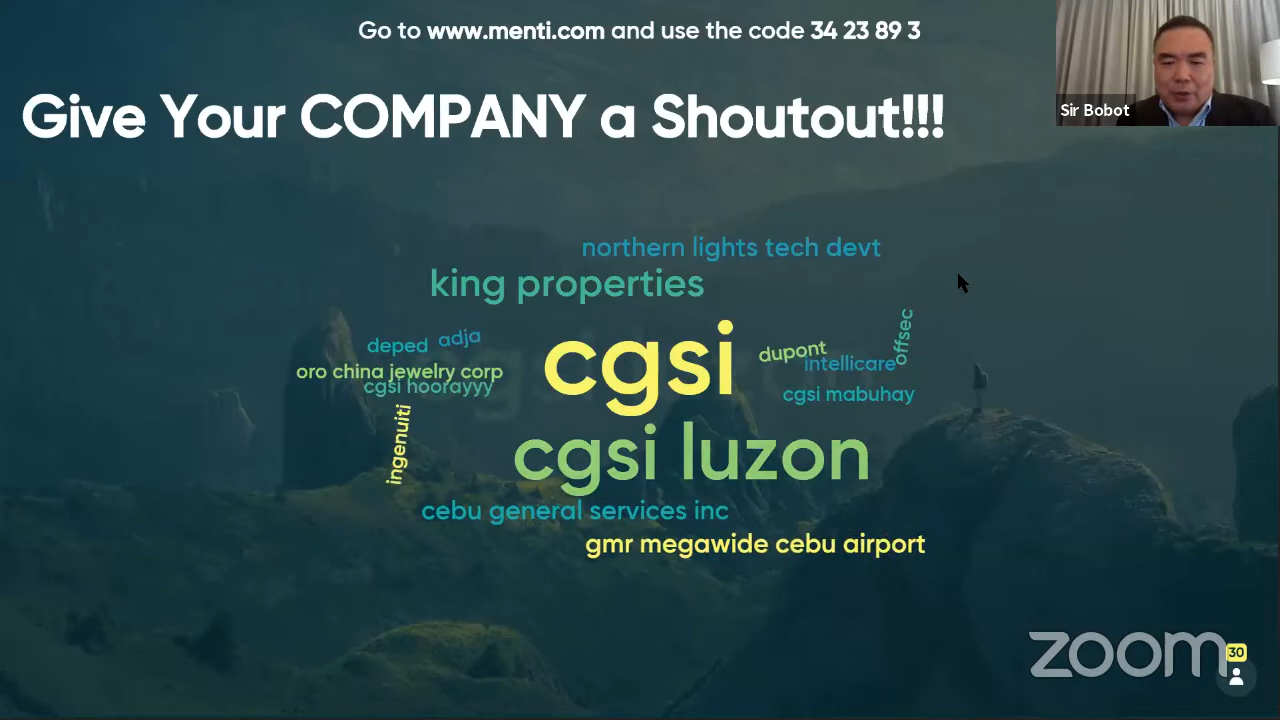 Go to www.menti.com and use the code 34 23 89 3
Sir Bobot
Give Your COMPANY a Shoutout!!!
northern lights tech devt
king properties
offsec
deped
adja
cgsi
dupont
intellicare
oro china jewelry corp
cgsi hoorayyy
cgsi mabuhay
ingenuiti
cgsi luzon
cebu general services inc
gmr megawide cebu airport
zoom
30